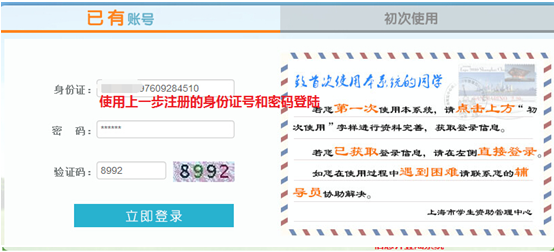 已有账号
初次使用
身份证：
97609284510
使用上一步注册的身份证号和密码登陆
密 码：
******
验证码：
8992
8992
立即登录
致首次使用本系统的同学
若您第一次使用本系统，请点击上方"初
次使用"字样进行资料完善，获取登录信息。
若您已获取登录信息，请在左侧直接登录。
如您在使用过程中遇到困难请联系您的辅
导员协助解决。
上海市学生资助管理中心